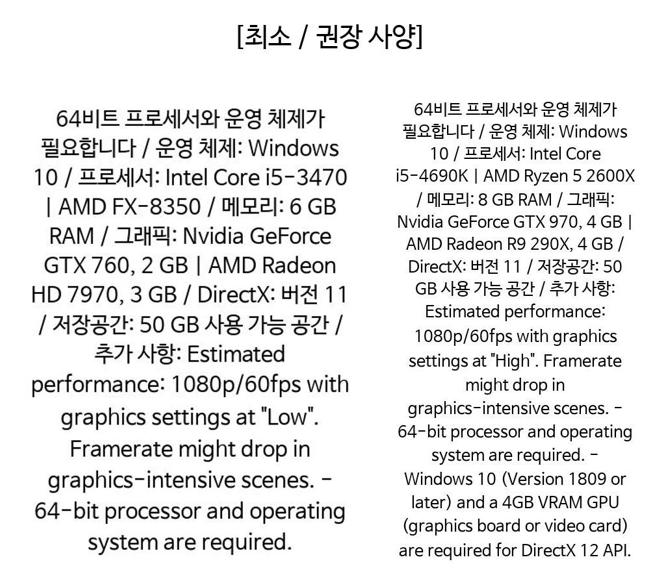 [최소 / 권장 사양]
64비트 프로세서와 운영 체제가
필요합니다 / 운영 체제: Windows
10 / 프로세서: Intel Core i5-3470
| AMD FX-8350 / 메모리: 6 GB
RAM / 그래픽: Nvidia GeForce
GTX 760, 2 GB | AMD Radeon
HD 7970, 3 GB / DirectX: 버전 11
/ 저장공간: 50 GB 사용 가능 공간 /
추가 사항: Estimated
performance: 1080p/60fps with
graphics settings at "Low".
Framerate might drop in
graphics-intensive scenes. -
64-bit processor and operating
system are required.
64비트 프로세서와 운영 체제가
필요합니다 / 운영 체제: Windows
10 / 프로세서: Intel Core
i5-4690K | AMD Ryzen 5 2600X
/ 메모리: 8 GB RAM / 그래픽:
Nvidia GeForce GTX 970, 4 GB |
AMD Radeon R9 290X, 4 GB /
DirectX: 버전 11 / 저장공간: 50
GB 사용 가능 공간 / 추가 사항:
Estimated performance:
1080p/60fps with graphics
settings at "High". Framerate
might drop in
graphics-intensive scenes. -
64-bit processor and operating
system are required. -
Windows 10 (Version 1809 or
later) and a 4GB VRAM GPU
(graphics board or video card)
are required for DirectX 12 API.